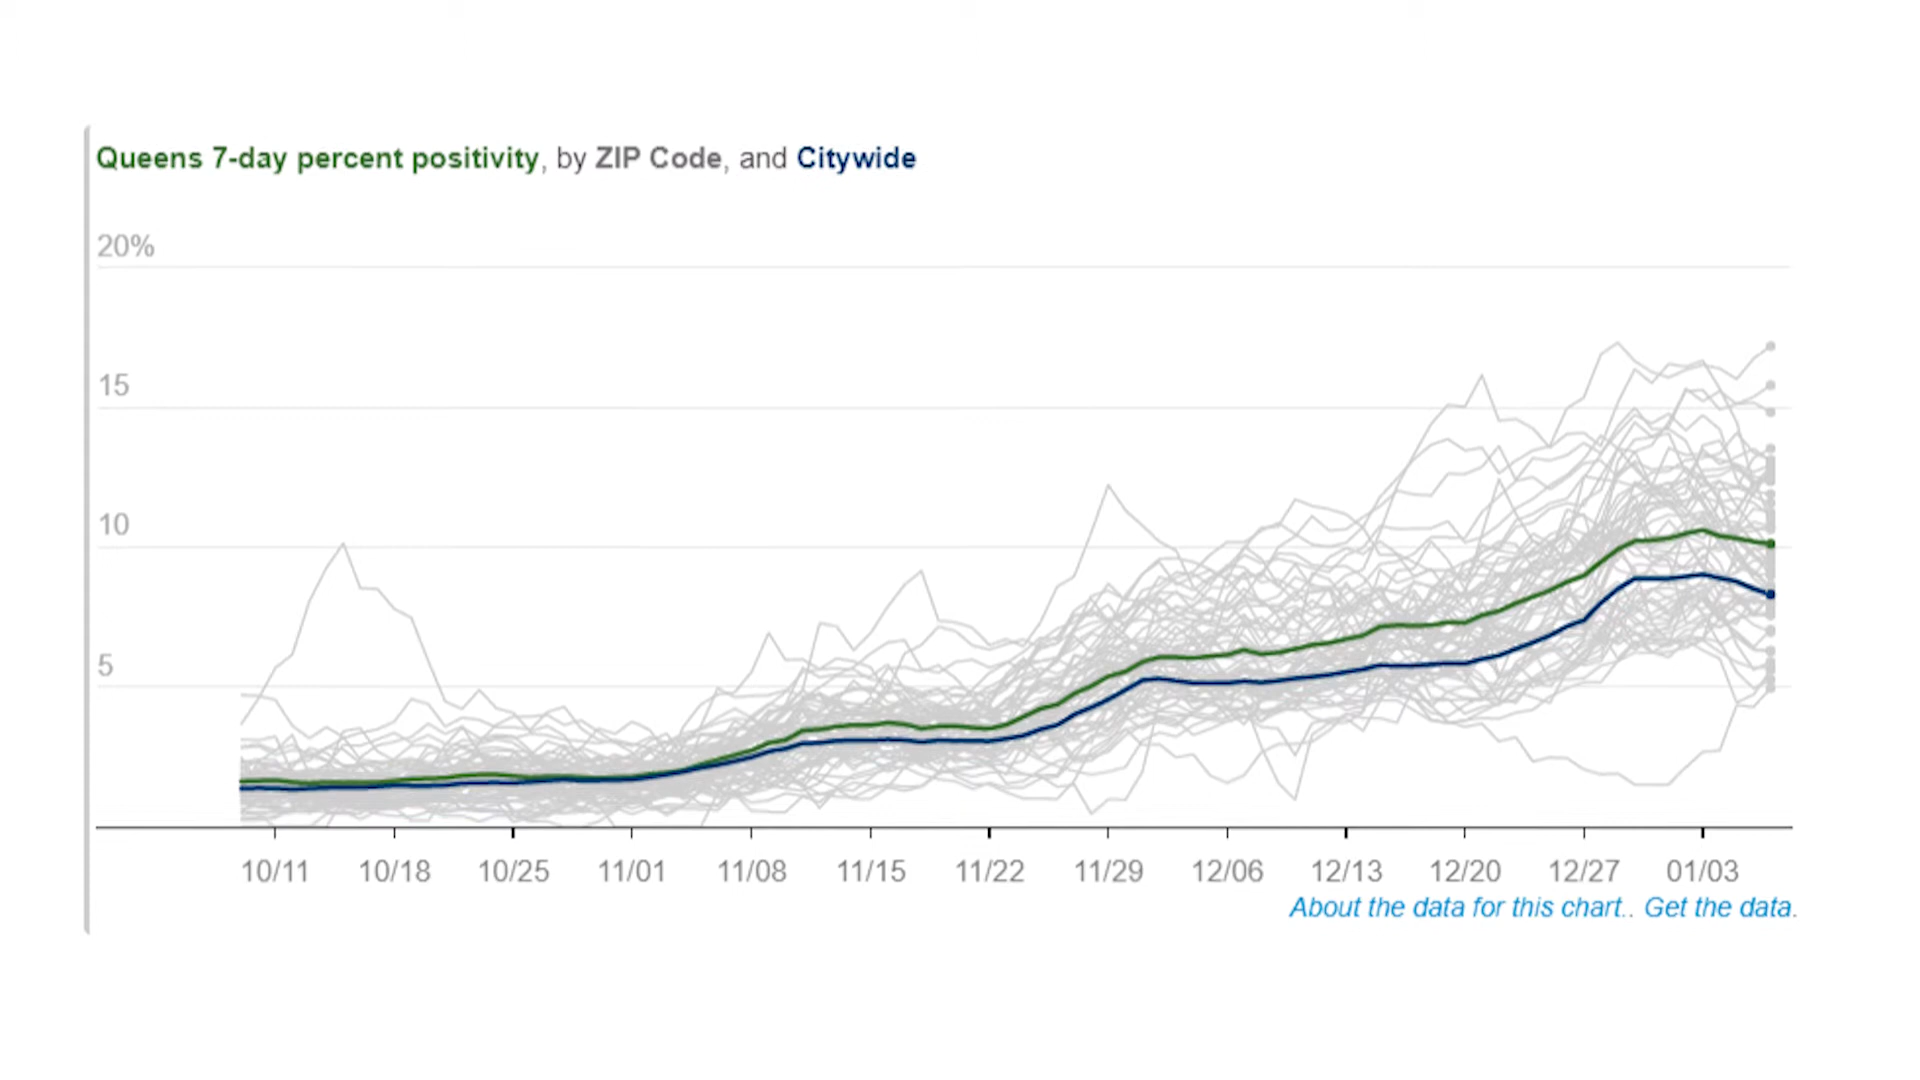 Queens 7-day percent positivity, by ZIP Code, and Citywide
20%
15
10
5
10/11 10/18 10/25 11/01 11/08 11/15 11/22 11/29 12/06 12/13 12/20 12/27 01/03
About the data for this chart.. Get the data.